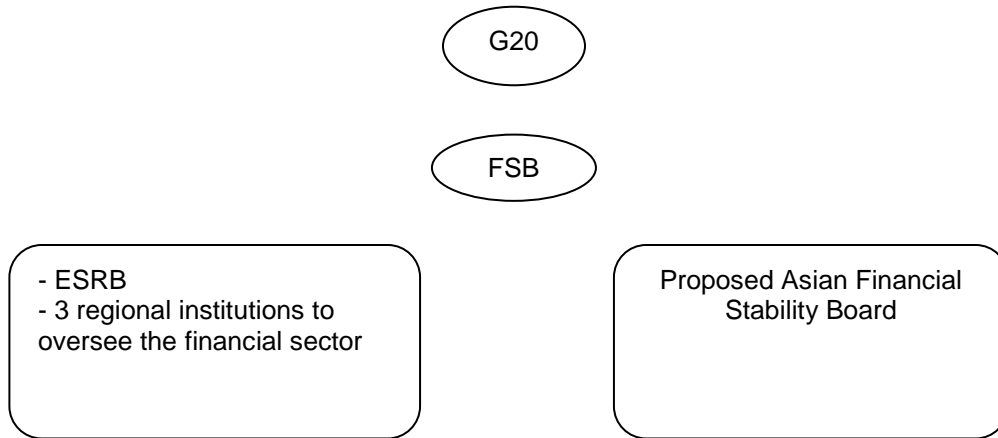 G20
FSB
- ESRB
- 3 regional institutions to
oversee the financial sector
Proposed Asian Financial
Stability Board